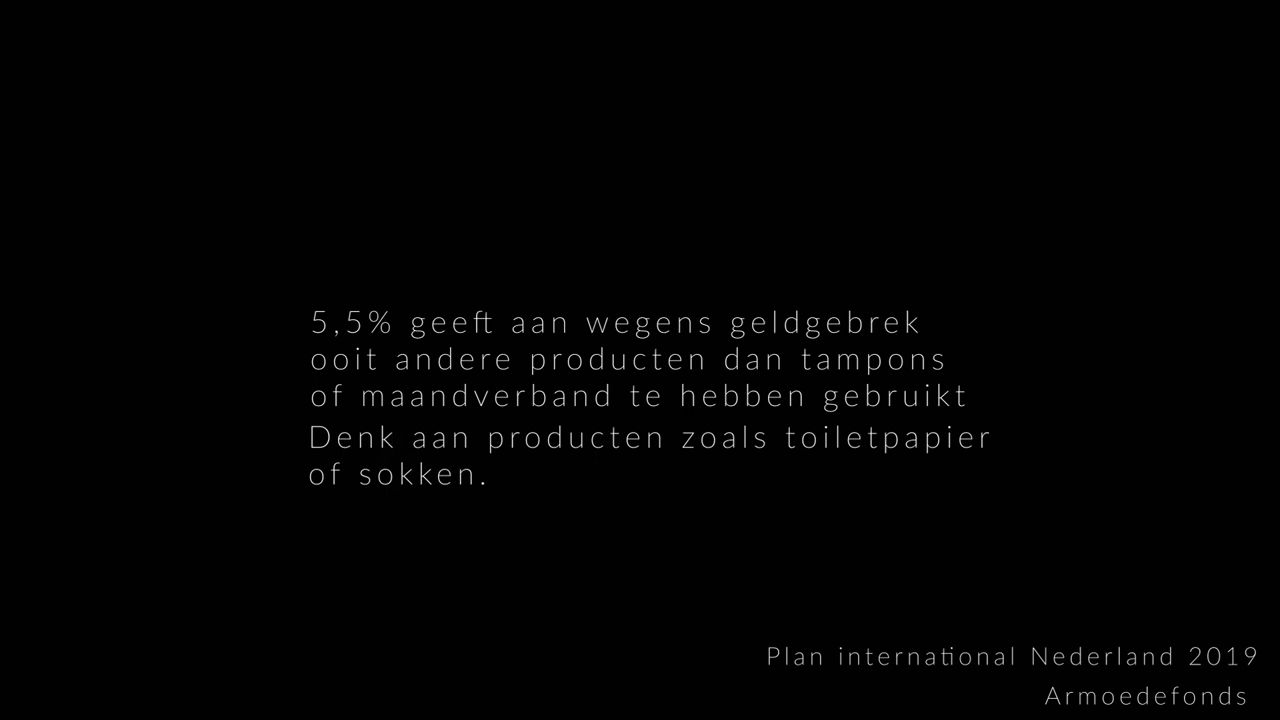 5,5% geeft aan wegens geldgebrek
ooit andere producten dan tampons
of maandverband te hebben gebruikt
Denk aan producten zoals toiletpapier
of sokken.
Plan international Nederland 2019
Armoedefonds